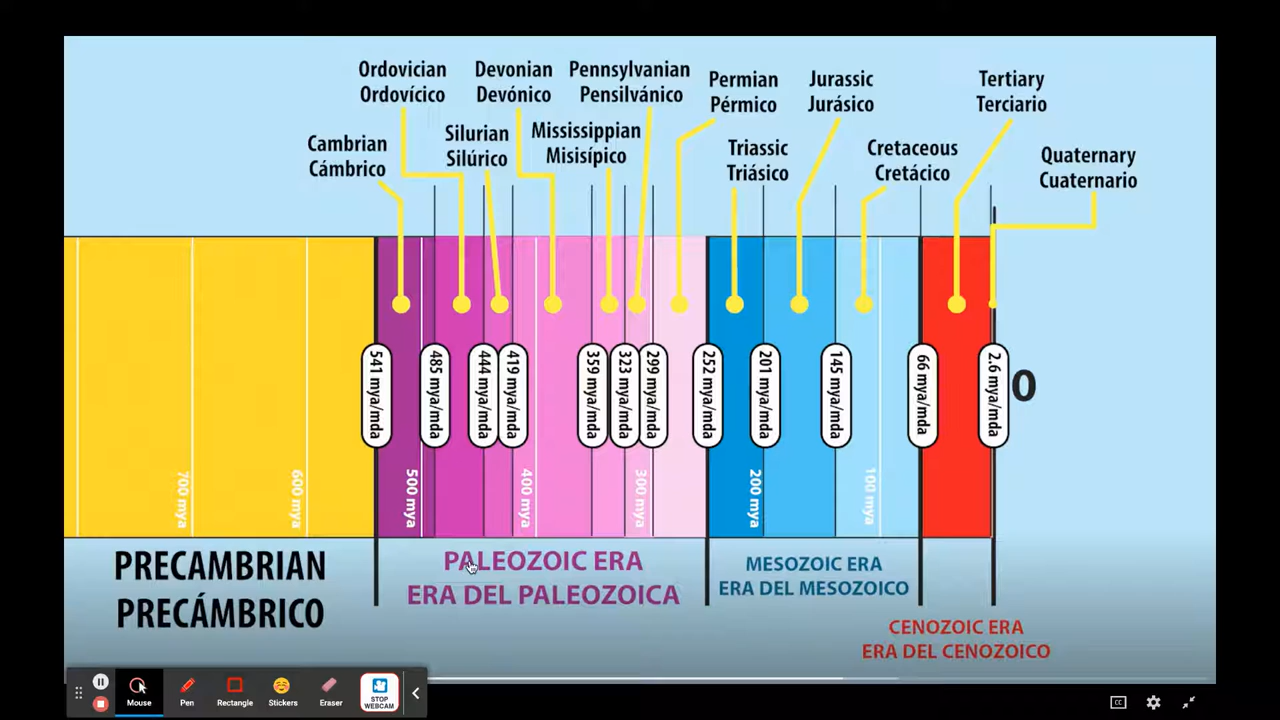 Ordovician
Ordovícico
Devonian
Devónico
Pennsylvanian
Pensilvánico
Permian
Pérmico
Jurassic
Jurásico
Tertiary
Terciario
Cambrian
Cámbrico
Silurian
Silúrico
Mississippian
Misisípico
Triassic
Triásico
Cretaceous
Cretácico
Quaternary
Cuaternario
541 mya/mda
485 mya/mda
444 mya/mda
419 mya/mda
359 mya/mda
323 mya/mda
299 mya/mda
252 mya/mda
201 mya/mda
145 mya/mda
66 mya/mda
2.6 mya/mda
0
700 mya
600 mya
500 mya
400 mya
300 mya
200 mya
100 mya
PRECAMBRIAN
PRECÁMBRICO
PALEOZOIC ERA
ERA DEL PALEOZOICA
MESOZOIC ERA
ERA DEL MESOZOICO
CENOZOIC ERA
ERA DEL CENOZOICO
Mouse
Pen
Rectangle
Stickers
Eraser
STOP
WEBCAM
CC